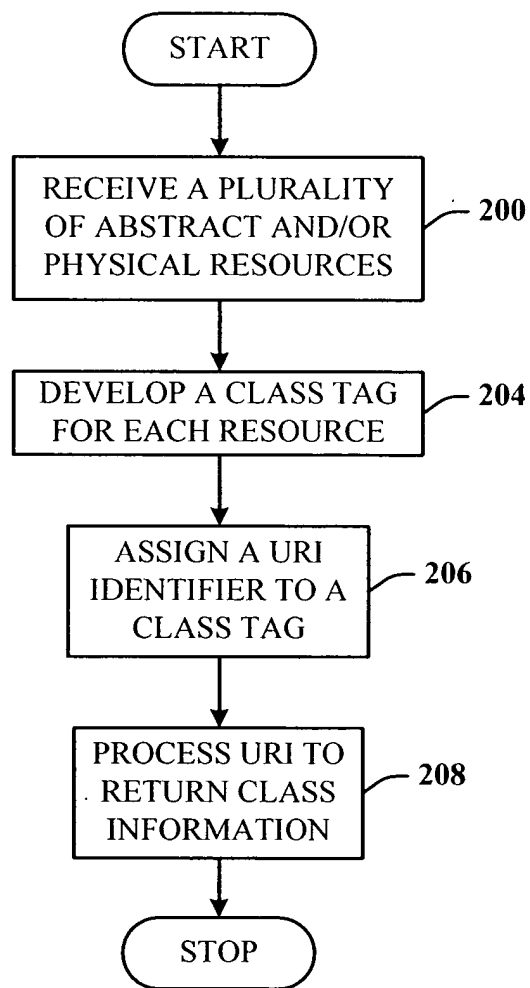 START
RECEIVE A PLURALITY
OF ABSTRACT AND/OR
PHYSICAL RESOURCES
200
DEVELOP A CLASS TAG
FOR EACH RESOURCE
204
ASSIGN A URI
IDENTIFIER TO A
CLASS TAG
206
PROCESS URI TO
RETURN CLASS
INFORMATION
208
STOP